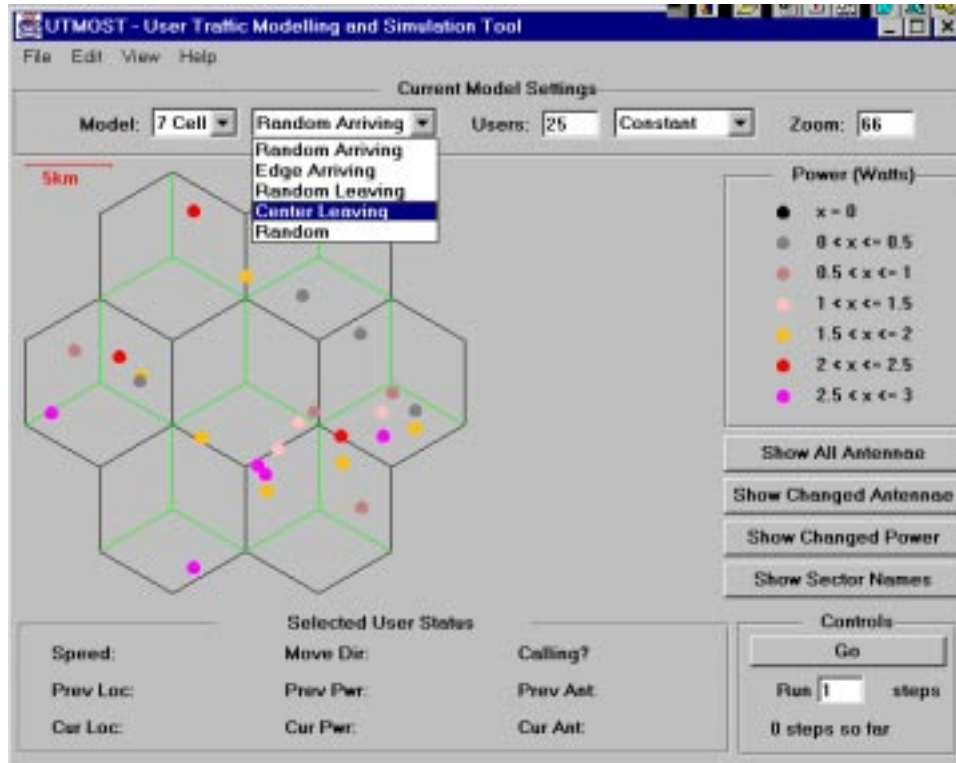 UTMOST - User Traffic Modelling and Simulation Tool
File Edit View Help
Current Model Settings
Model: 7 Cell Random Arriving Users: 25 Constant Zoom: 66
Random Arriving
Edge Arriving
Random Leaving
Center Leaving
Random
5km
Power (Watts)
x = 0
0 < x <= 0.5
0.5 < x <= 1
1 < x <= 1.5
1.5 < x <= 2
2 < x <= 2.5
2.5 < x <= 3
Show All Antennae
Show Changed Antennae
Show Changed Power
Show Sector Names
Selected User Status
Speed: Move Dir: Calling?
Prev Loc: Prev Pwr: Prev Ant:
Cur Loc: Cur Pwr: Cur Ant:
Controls
Go
Run 1 steps
0 steps so far